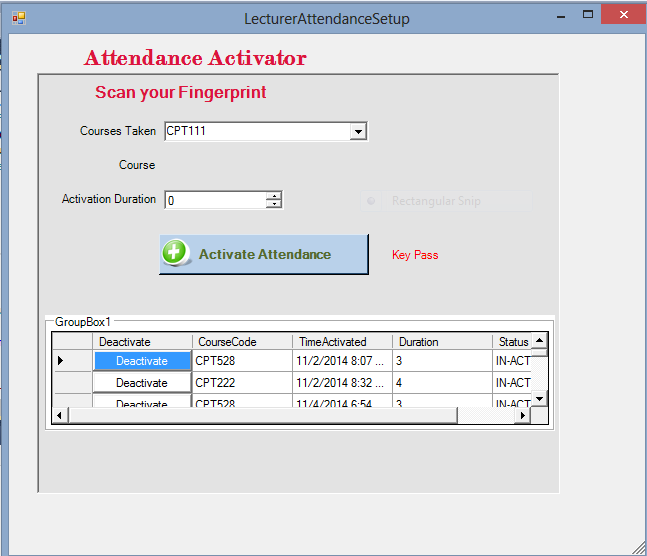 LecturerAttendanceSetup
Attendance Activator
Scan your Fingerprint
Courses Taken CPT111
Course
Activation Duration 0
Rectangular Snip
Activate Attendance Key Pass
GroupBox1
Deactivate CourseCode TimeActivated Duration Status
Deactivate CPT528 11/2/2014 8:07 ... 3 IN-ACT
Deactivate CPT222 11/2/2014 8:32 ... 4 IN-ACT
Deactivate CPT528 11/4/2014 6:54 3 IN-ACT